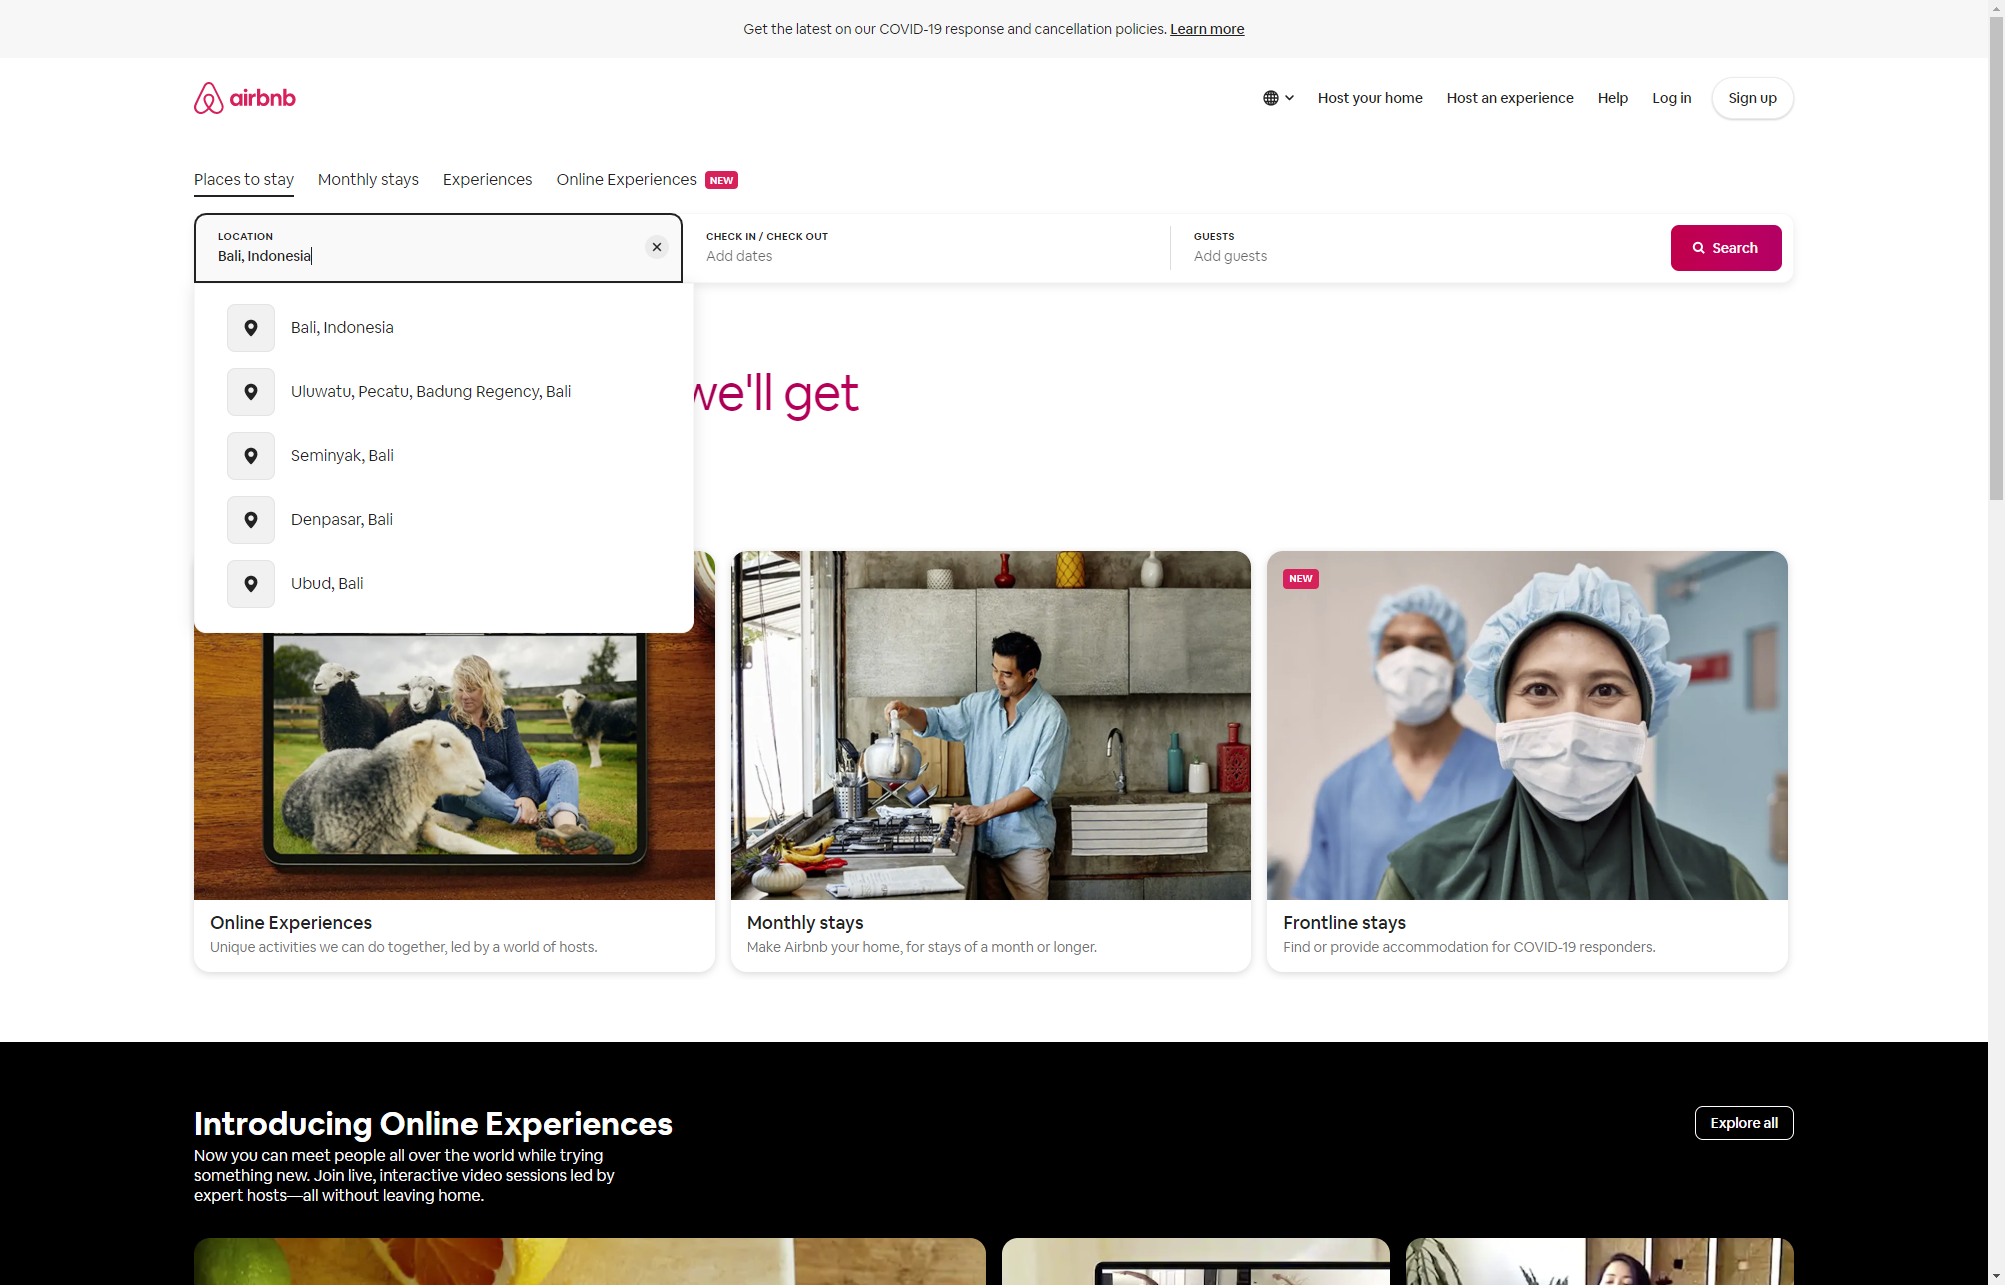 Get the latest on our COVID-19 response and cancellation policies. Learn more
airbnb
Host your home
Host an experience
Help
Log in
Sign up
Places to stay
Monthly stays
Experiences
Online Experiences
NEW
LOCATION
Bali, Indonesia
CHECK IN / CHECK OUT
Add dates
GUESTS
Add guests
Search
Bali, Indonesia
Uluwatu, Pecatu, Badung Regency, Bali
Seminyak, Bali
Denpasar, Bali
Ubud, Bali
we'll get
NEW
Online Experiences
Unique activities we can do together, led by a world of hosts.
Monthly stays
Make Airbnb your home, for stays of a month or longer.
Frontline stays
Find or provide accommodation for COVID-19 responders.
Introducing Online Experiences
Now you can meet people all over the world while trying
something new. Join live, interactive video sessions led by
expert hosts—all without leaving home.
Explore all